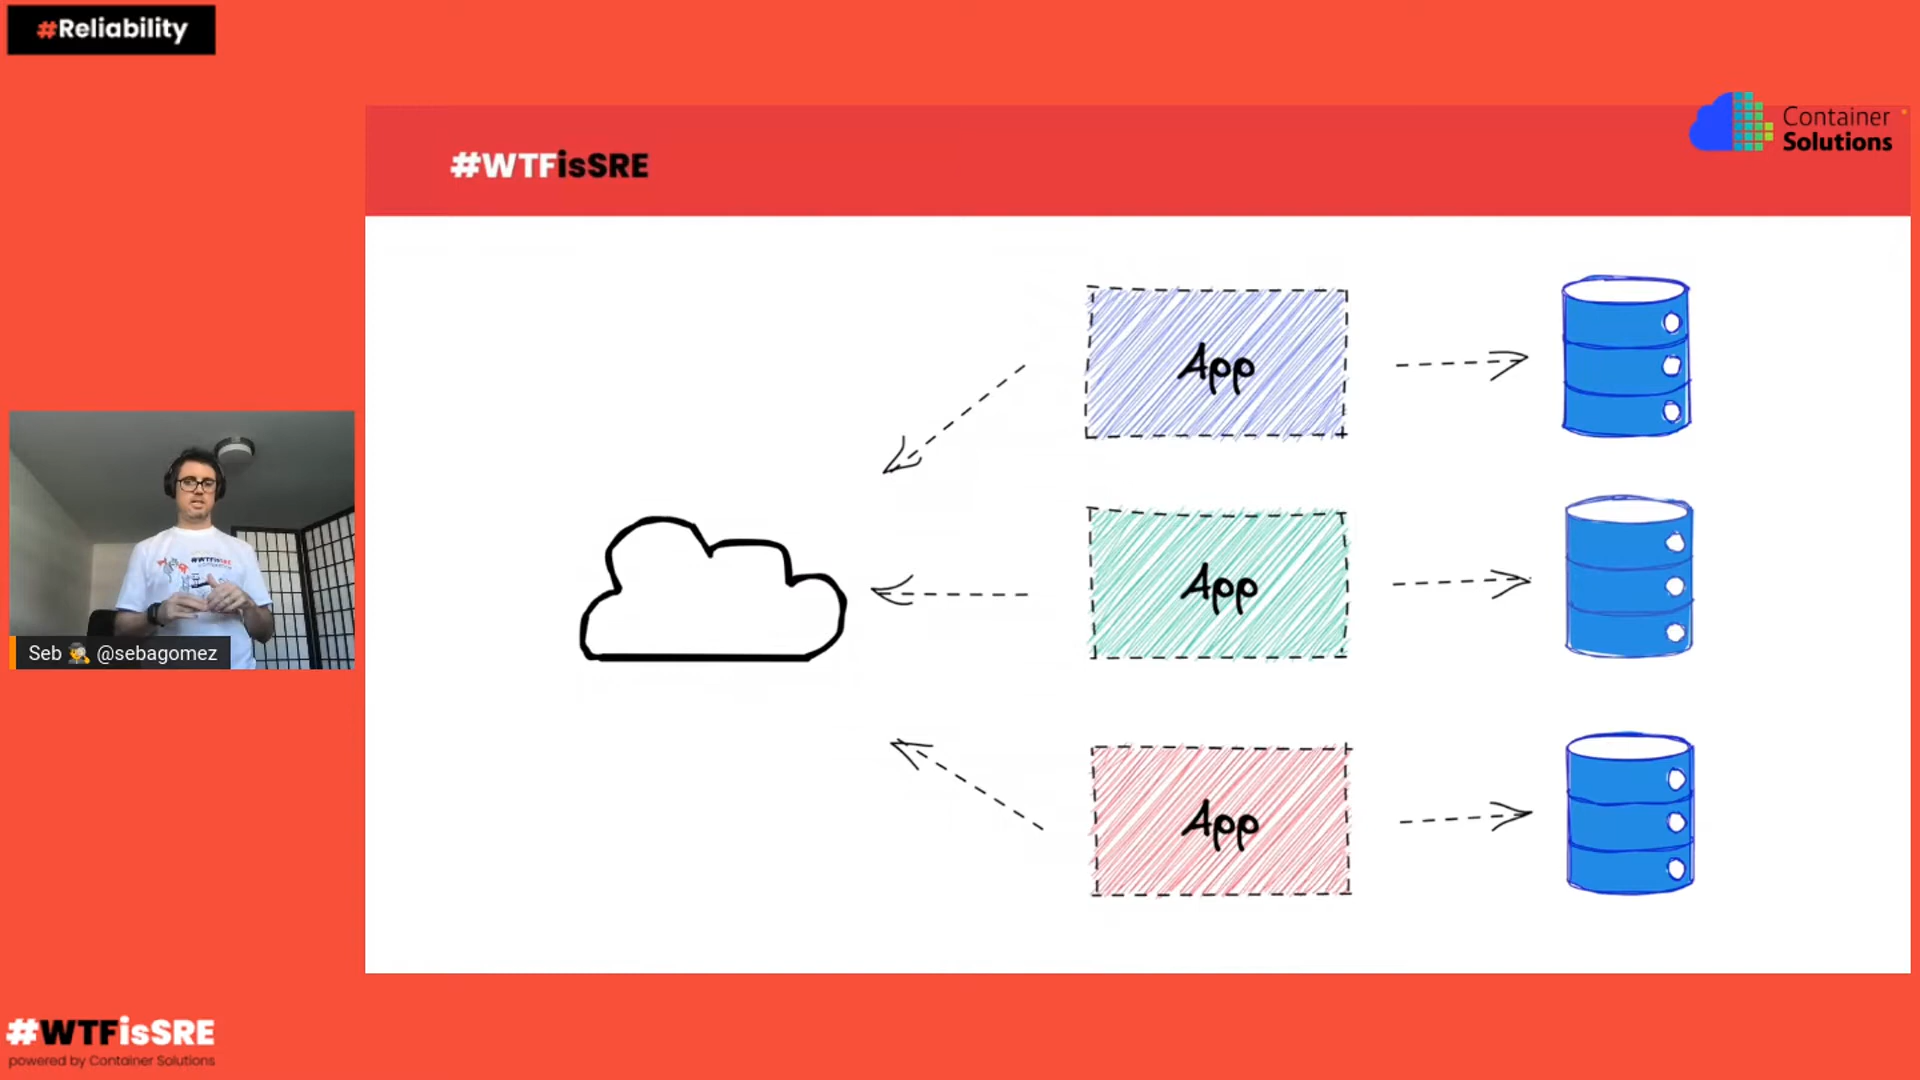 #Reliability
Container
Solutions
#WTFisSRE
App
App
App
Seb 🕵️ @sebagomez
#WTFisSRE
powered by Container Solutions